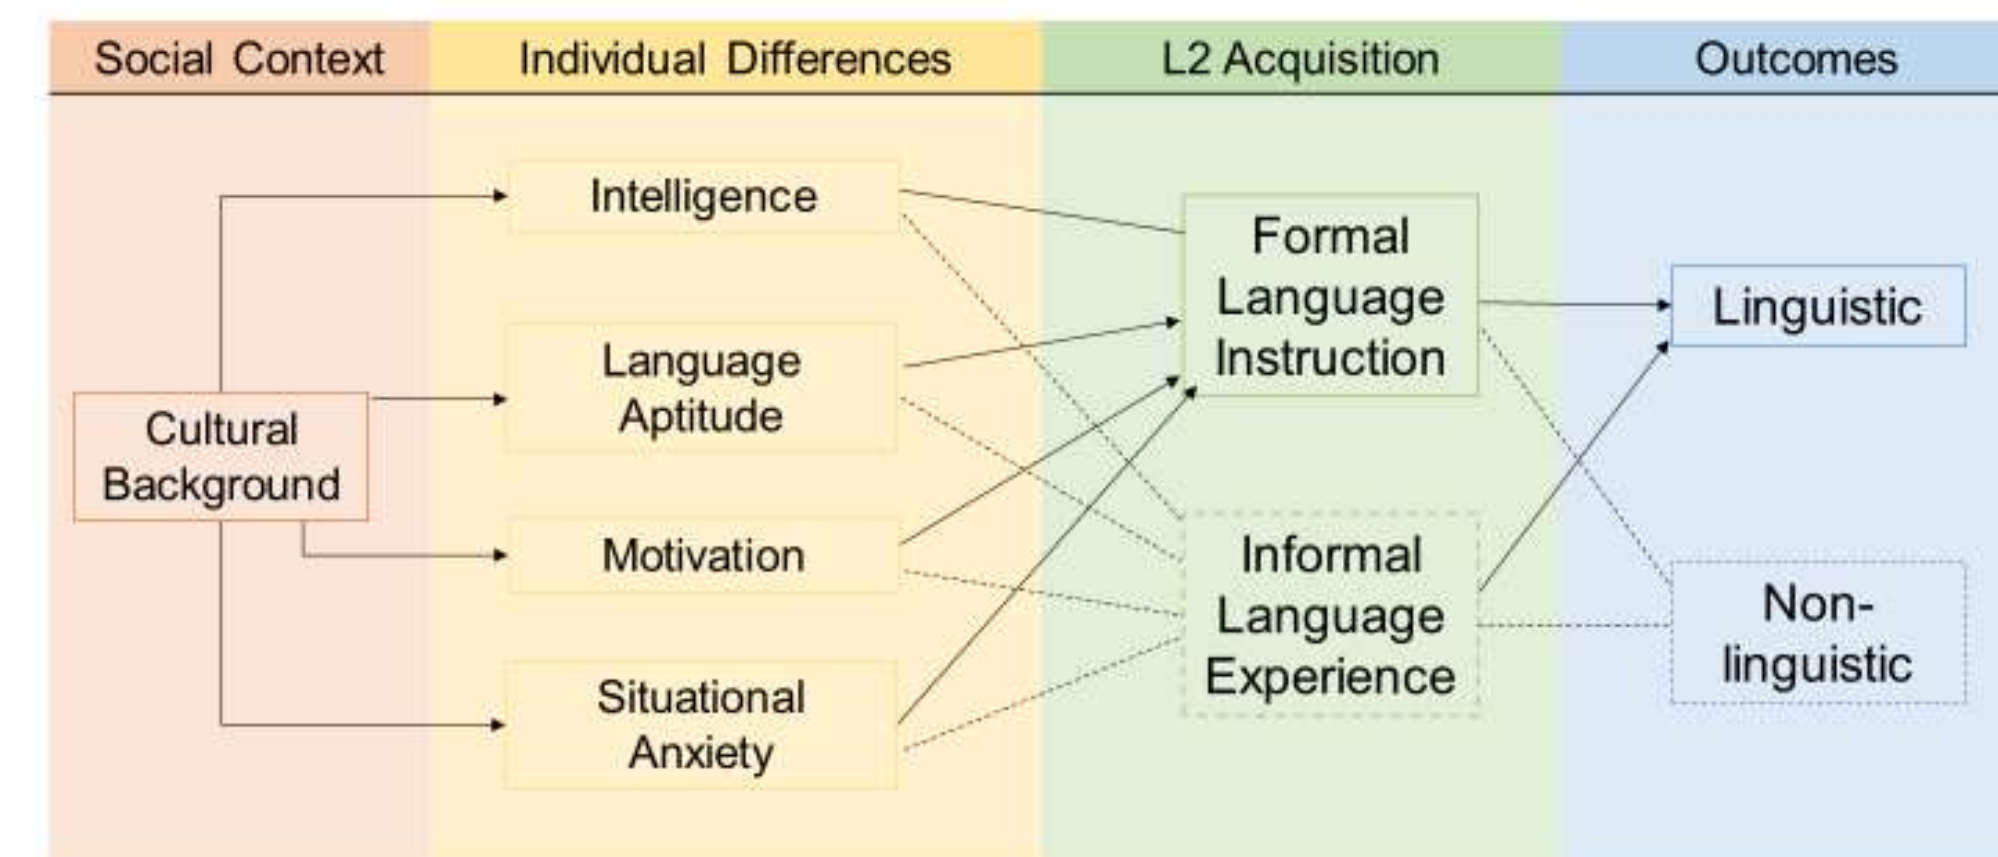 Social Context
Individual Differences
L2 Acquisition
Outcomes
Cultural
Background
Intelligence
Language
Aptitude
Motivation
Situational
Anxiety
Formal
Language
Instruction
Informal
Language
Experience
Linguistic
Non-
linguistic